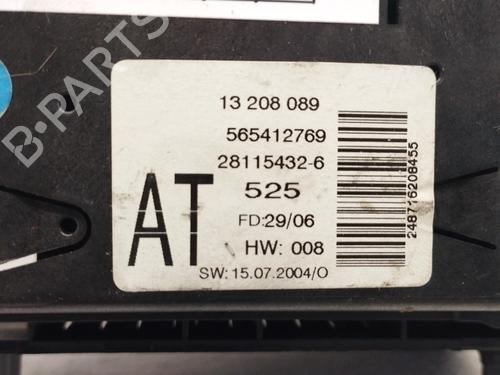 B-PARTS
13 208 089
565412769
28115432-6
525
AT
FD:29/06
HW: 008
SW: 15.07.2004/O
248716208455